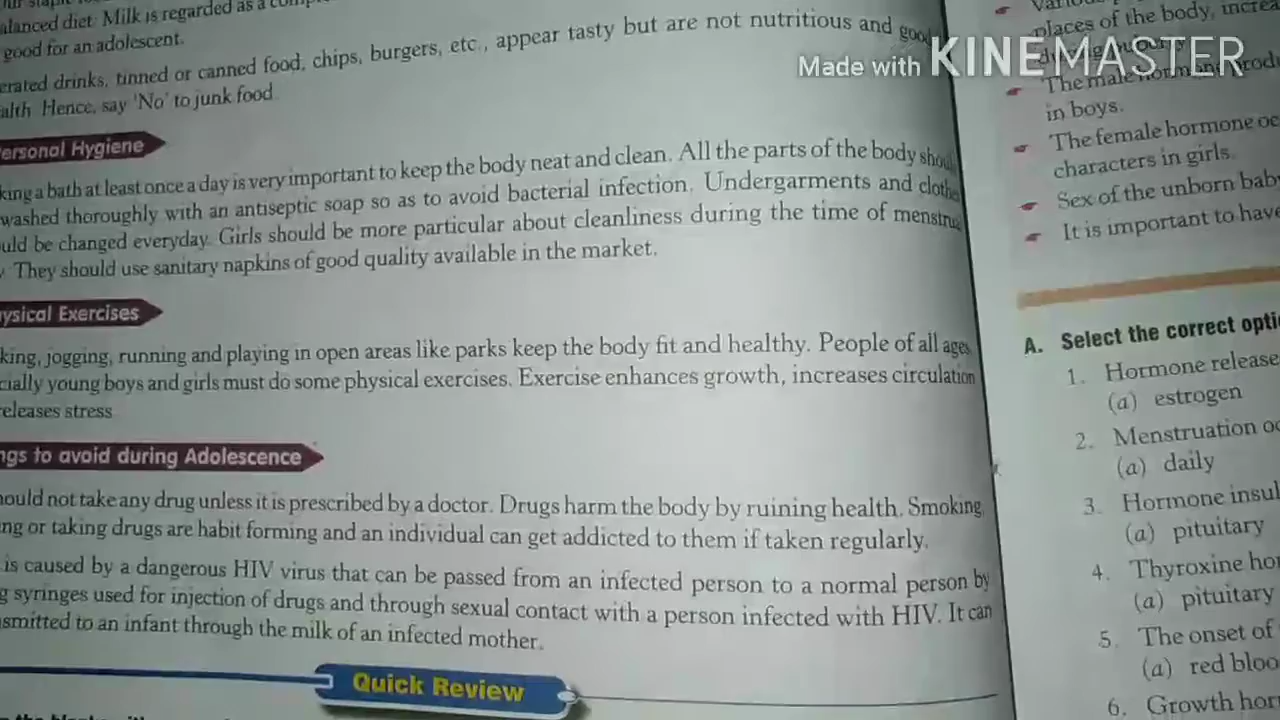 alanced diet. Milk is regarded as a
good for an adolescent.
erated drinks, tinned or canned food, chips, burgers, etc., appear tasty but are not nutritious and good
alth. Hence, say 'No' to junk food.
ersonal Hygiene
king a bath at least once a day is very important to keep the body neat and clean. All the parts of the body shou
washed thoroughly with an antiseptic soap so as to avoid bacterial infection. Undergarments and clothe
uld be changed everyday. Girls should be more particular about cleanliness during the time of menstrua
They should use sanitary napkins of good quality available in the market.
ysical Exercises
king, jogging, running and playing in open areas like parks keep the body fit and healthy. People of all ages
cially young boys and girls must do some physical exercises. Exercise enhances growth, increases circulation
eleases stress
ngs to avoid during Adolescence
hould not take any drug unless it is prescribed by a doctor. Drugs harm the body by ruining health. Smoking,
ng or taking drugs are habit forming and an individual can get addicted to them if taken regularly.
is caused by a dangerous HIV virus that can be passed from an infected person to a normal person by
g syringes used for injection of drugs and through sexual contact with a person infected with HIV. It can
smitted to an infant through the milk of an infected mother.
Quick Review
places of the body, increa
The male hormone produ
in boys.
The female hormone oe
characters in girls.
Sex of the unborn baby
It is important to have
A. Select the correct opti
1. Hormone release
(a) estrogen
2. Menstruation oc
(a) daily
3. Hormone insul
(a) pituitary
4. Thyroxine hor
(a) pituitary
5. The onset of
(a) red bloo
6. Growth hor
Made with KINEMASTER